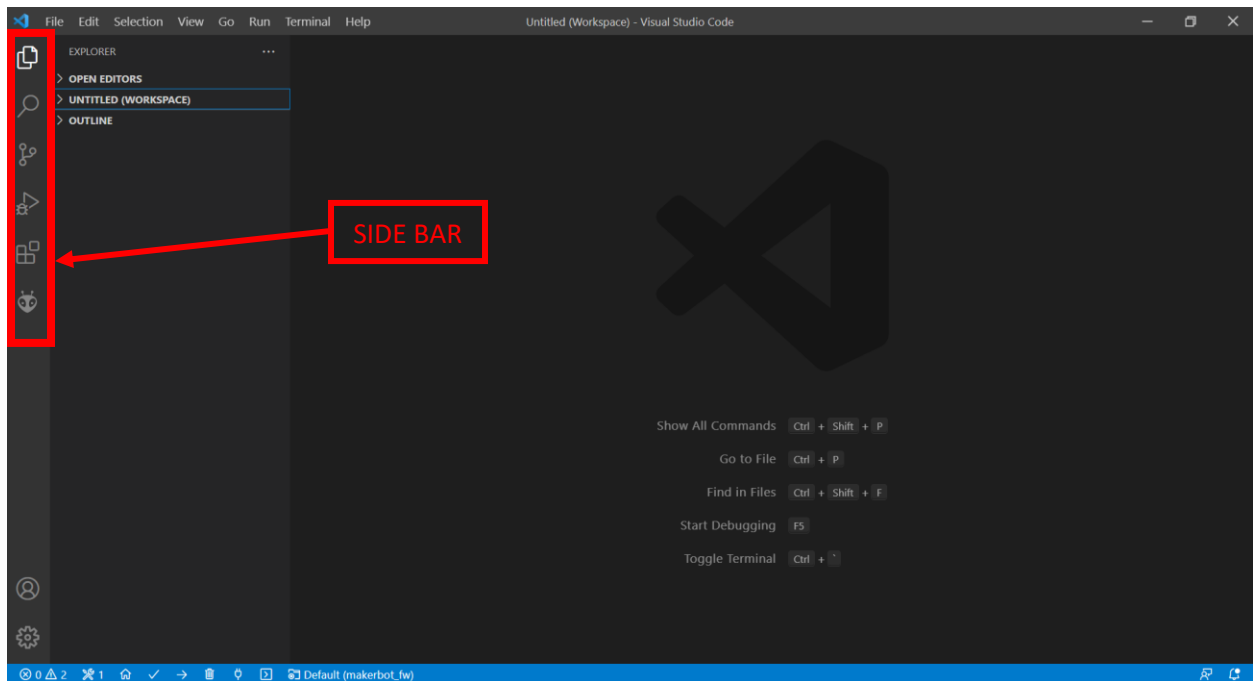 File Edit Selection View Go Run Terminal Help Untitled (Workspace) - Visual Studio Code
EXPLORER
OPEN EDITORS
UNTITLED (WORKSPACE)
OUTLINE
SIDE BAR
Show All Commands Ctrl + Shift + P
Go to File Ctrl + P
Find in Files Ctrl + Shift + F
Start Debugging F5
Toggle Terminal Ctrl + `
0 2 1 Default (makerbot_fw)